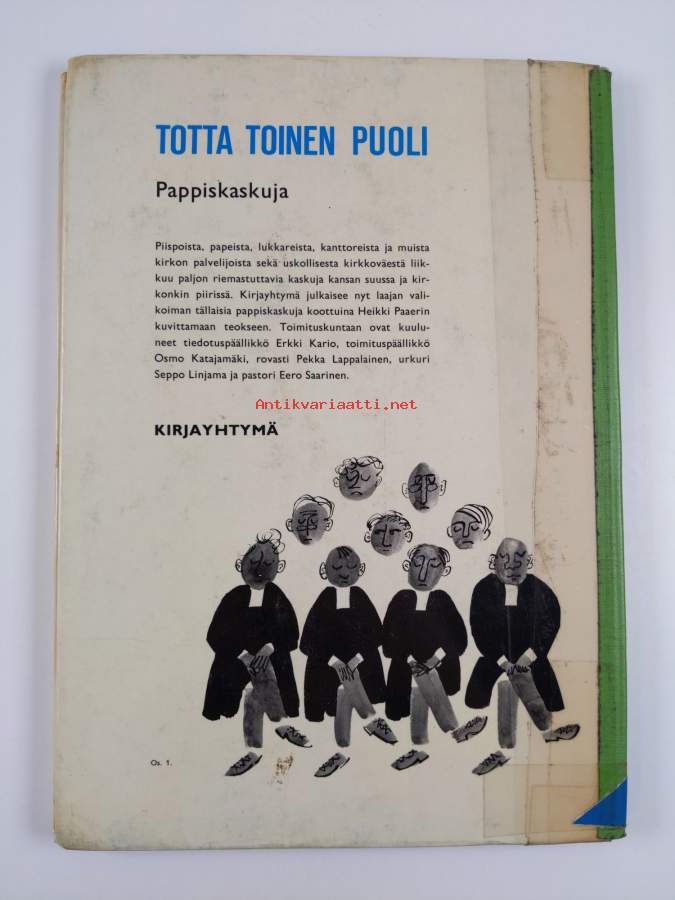 TOTTA TOINEN PUOLI
Pappiskaskuja
Piispoista, papeista, lukkareista, kanttoreista ja muista
kirkon palvelijoista sekä uskollisesta kirkkoväestä liik-
kuu paljon riemastuttavia kaskuja kansan suussa ja kir-
konkin piirissä. Kirjayhtymä julkaisee nyt laajan vali-
koiman tällaisia pappiskaskuja koottuina Heikki Paaerin
kuvittamaan teokseen. Toimituskuntaan ovat kuulu-
neet tiedotuspäällikkö Erkki Kario, toimituspäällikkö
Osmo Katajamäki, rovasti Pekka Lappalainen, urkuri
Seppo Linjama ja pastori Eero Saarinen.
Antikvariaatti.net
KIRJAYHTYMÄ
Os. 1.